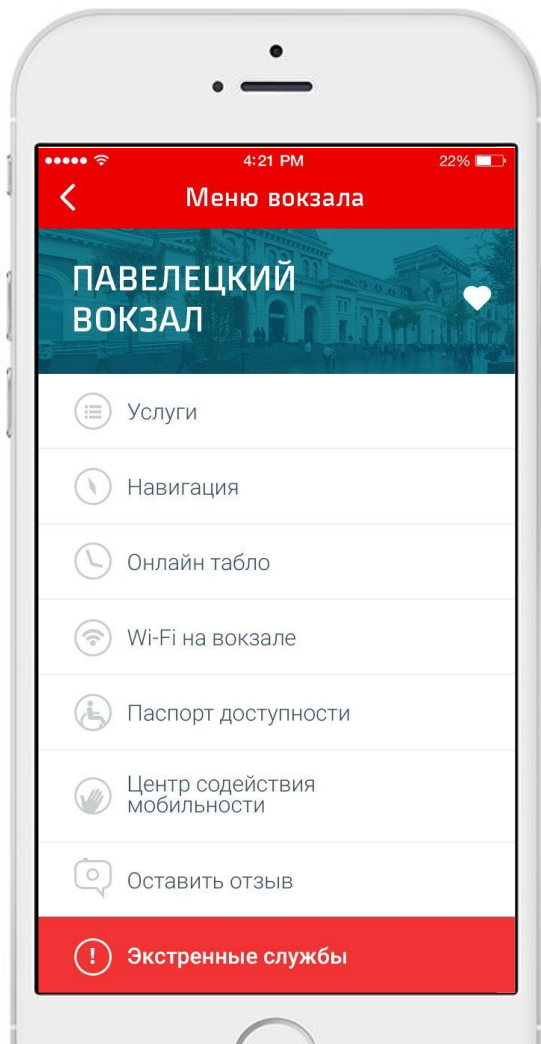 4:21 PM
22%
Меню вокзала
ПАВЕЛЕЦКИЙ
ВОКЗАЛ
Услуги
Навигация
Онлайн табло
Wi-Fi на вокзале
Паспорт доступности
Центр содействия
мобильности
Оставить отзыв
Экстренные службы